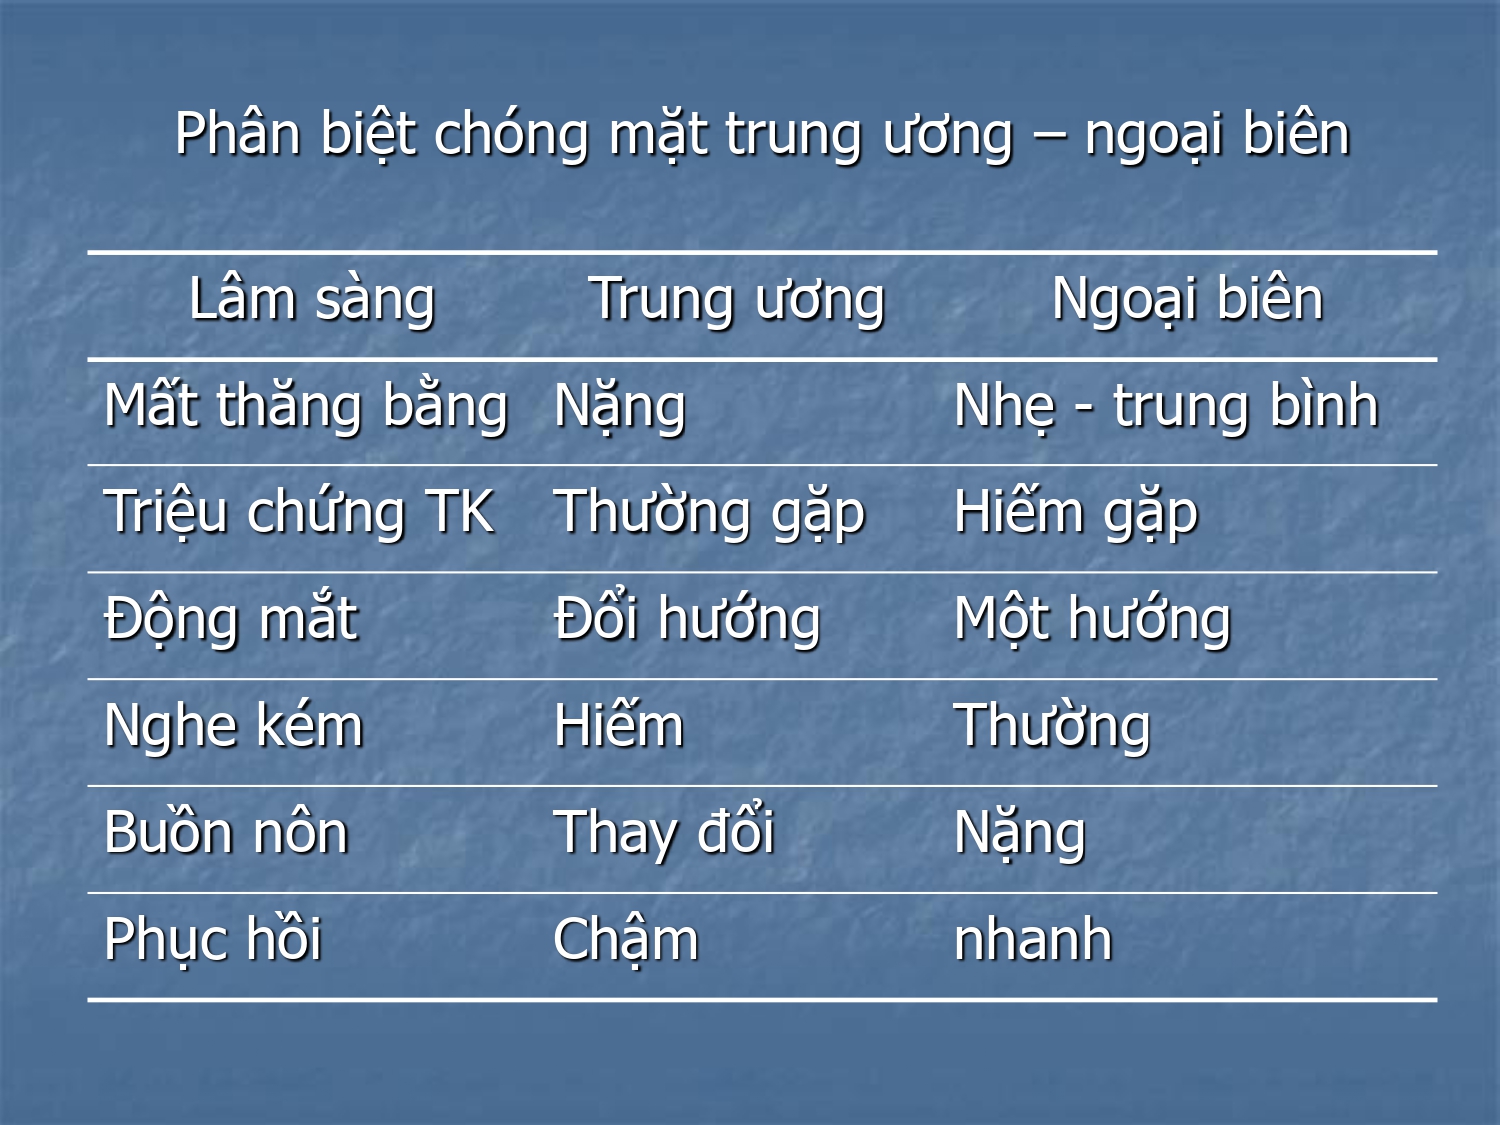 Phân biệt chóng mặt trung ương – ngoại biên
Lâm sàng Trung ương Ngoại biên
Mất thăng bằng Nặng Nhẹ - trung bình
Triệu chứng TK Thường gặp Hiếm gặp
Động mắt Đổi hướng Một hướng
Nghe kém Hiếm Thường
Buồn nôn Thay đổi Nặng
Phục hồi Chậm nhanh